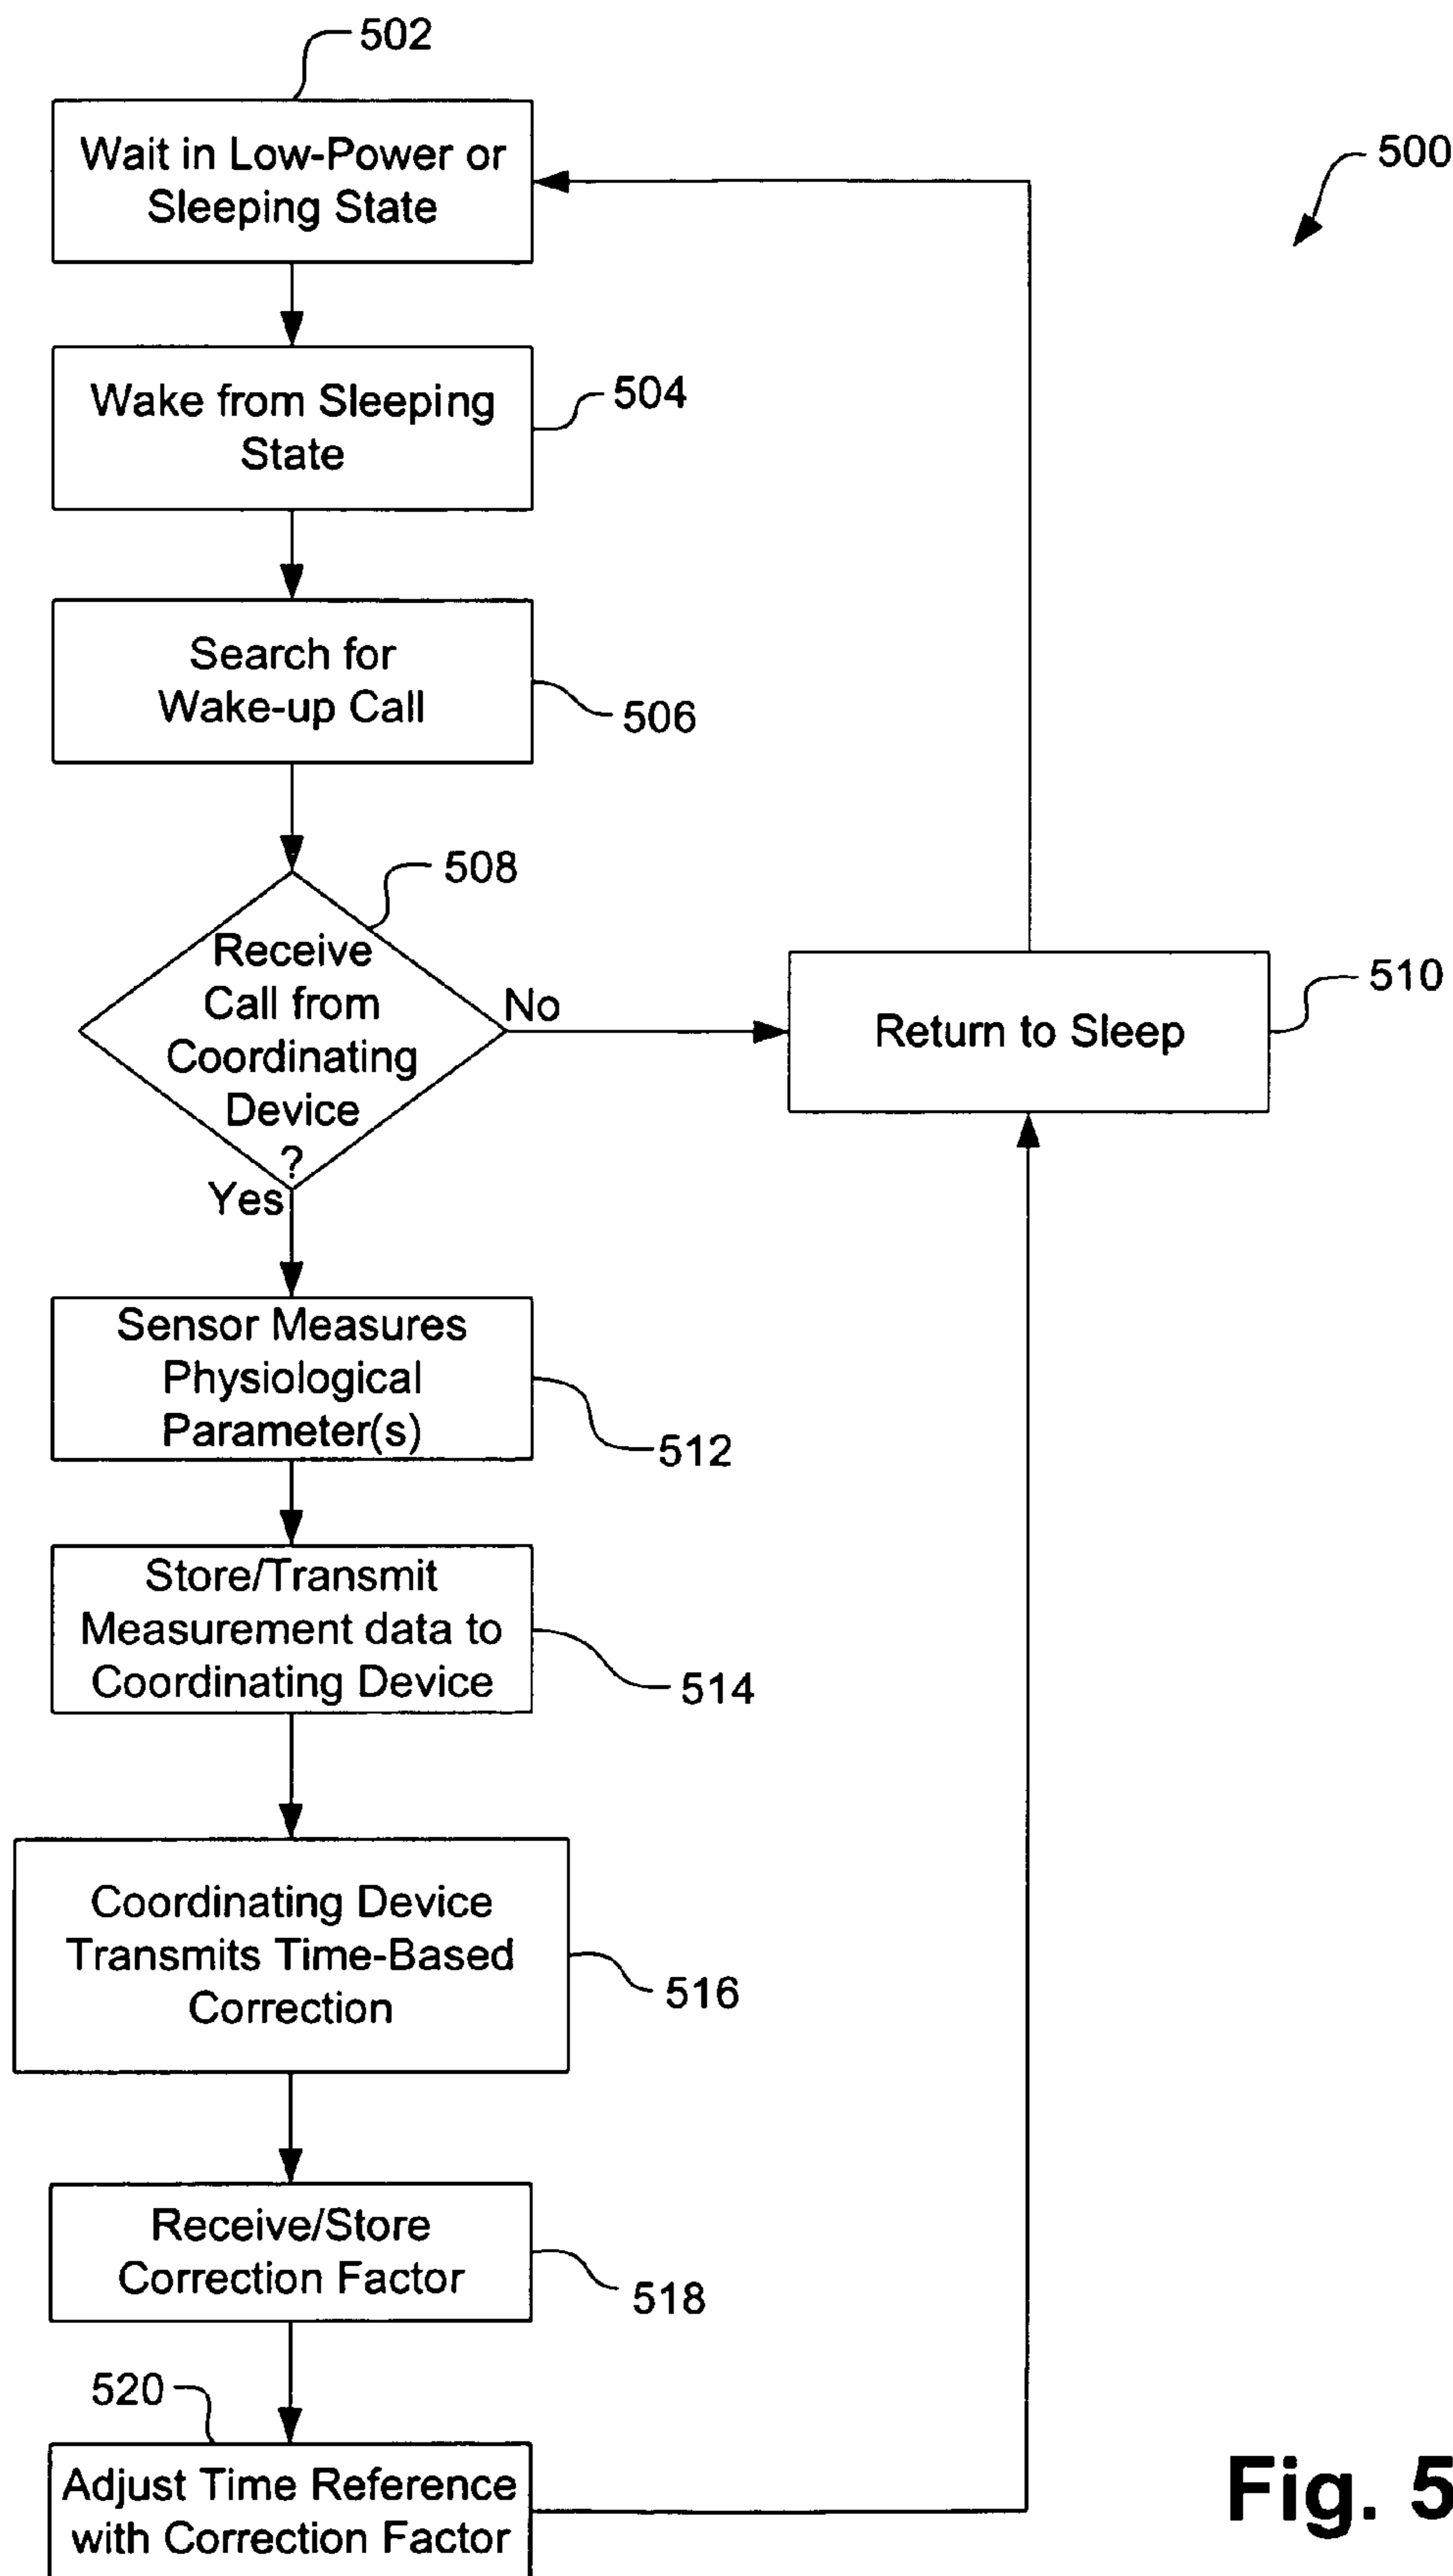 502
Wait in Low-Power or
Sleeping State
500
Wake from Sleeping
State
504
Search for
Wake-up Call
506
508
Receive
Call from
Coordinating
Device
?
No
Yes
Return to Sleep
510
Sensor Measures
Physiological
Parameter(s)
512
Store/Transmit
Measurement data to
Coordinating Device
514
Coordinating Device
Transmits Time-Based
Correction
516
Receive/Store
Correction Factor
518
520
Adjust Time Reference
with Correction Factor
Fig. 5